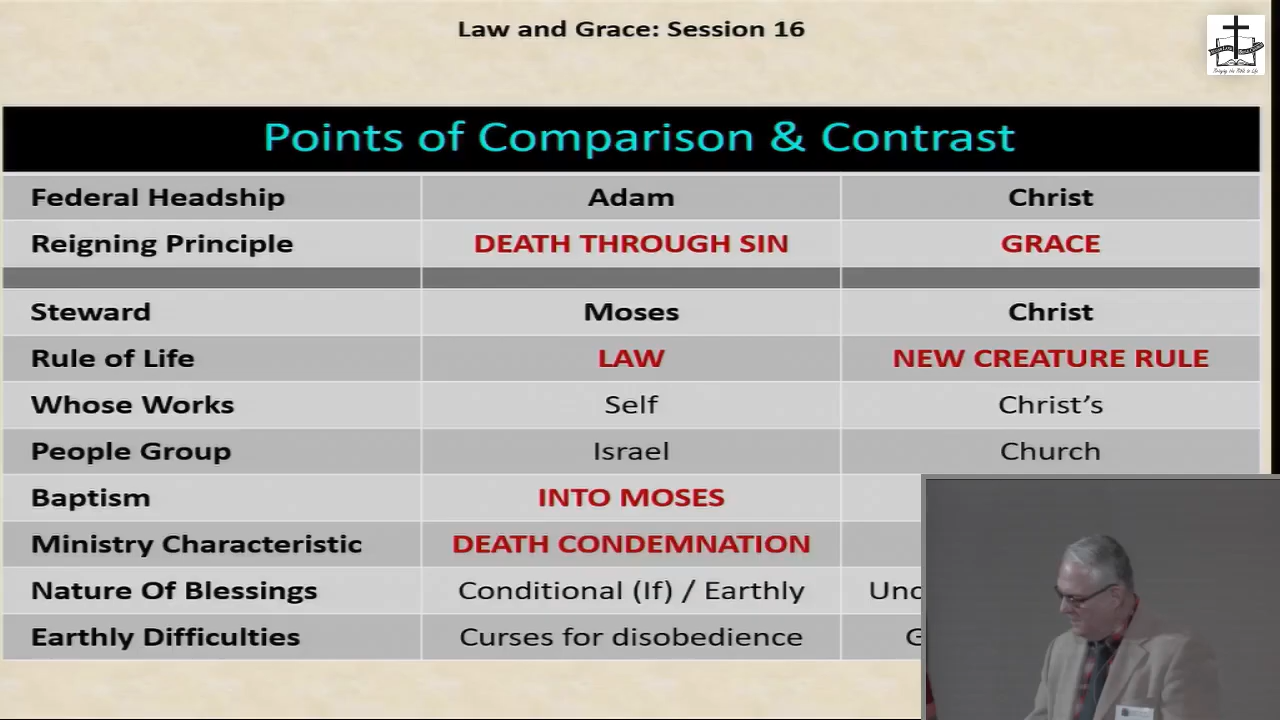 Law and Grace: Session 16
Points of Comparison & Contrast
Federal Headship Adam Christ
Reigning Principle DEATH THROUGH SIN GRACE
Steward Moses Christ
Rule of Life LAW NEW CREATURE RULE
Whose Works Self Christ’s
People Group Israel Church
Baptism INTO MOSES
Ministry Characteristic DEATH CONDEMNATION
Nature Of Blessings Conditional (If) / Earthly
Earthly Difficulties Curses for disobedience